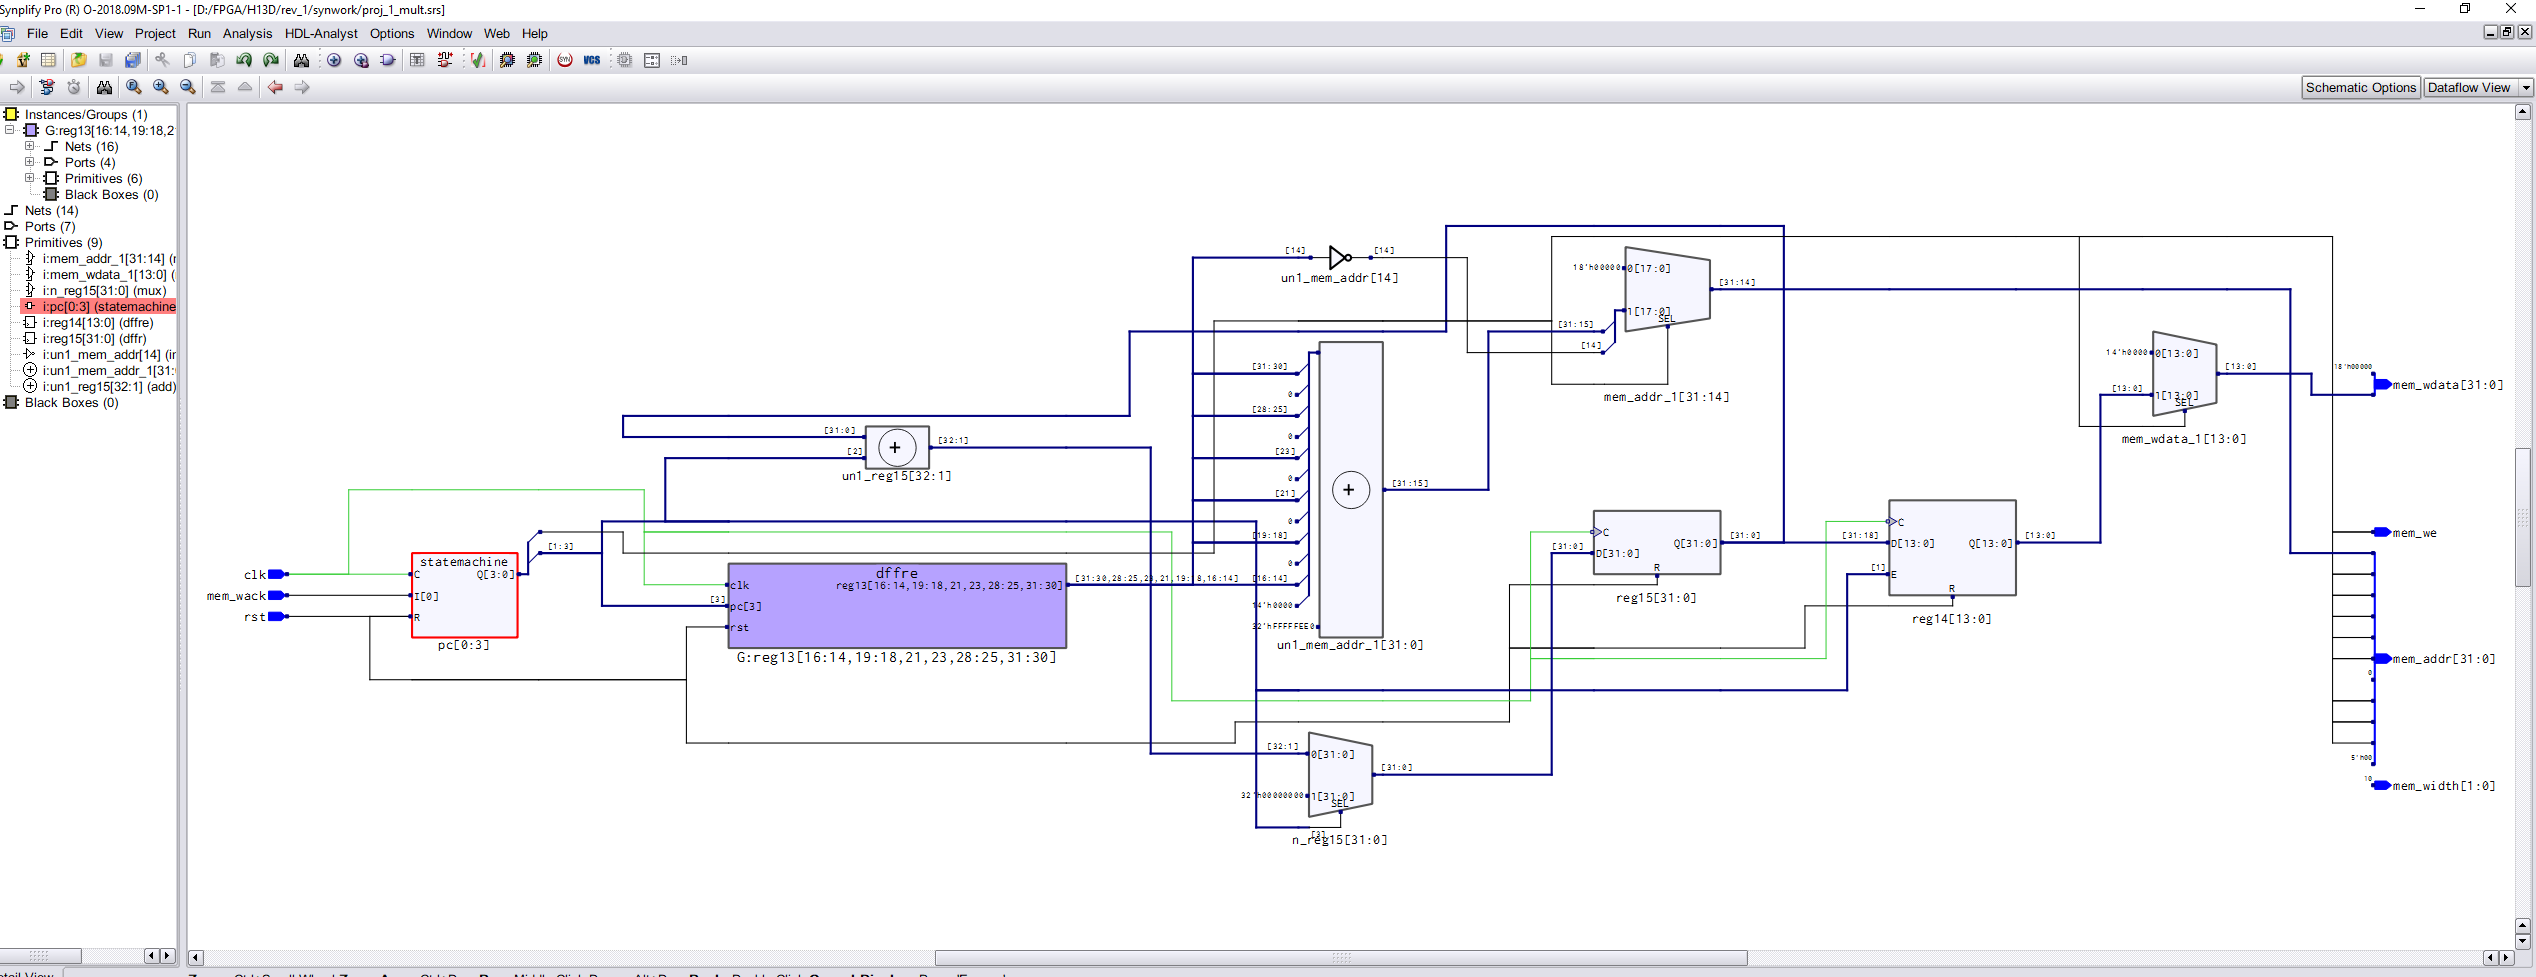 Synplify Pro (R) O-2018.09M-SP1-1 - [D:/FPGA/H13D/rev_1/synwork/proj_1_mult.srs]
File Edit View Project Run Analysis HDL-Analyst Options Window Web Help
VCS
Schematic Options Dataflow View
Instances/Groups (1)
G:reg13[16:14,19:18,2
Nets (16)
Ports (4)
Primitives (6)
Black Boxes (0)
Nets (14)
Ports (7)
Primitives (9)
i:mem_addr_1[31:14] (r
i:mem_wdata_1[13:0] (
i:n_reg15[31:0] (mux)
i:pc[0:3] (statemachine
i:reg14[13:0] (dffre)
i:reg15[31:0] (dffr)
i:un1_mem_addr[14] (ir
i:un1_mem_addr_1[31:
i:un1_reg15[32:1] (add)
Black Boxes (0)
clk
mem_wack
rst
statemachine
C
Q[3:0]
I[0]
R
pc[0:3]
[1:3]
[31:0]
[2]
[32:1]
un1_reg15[32:1]
dffre
clk
reg13[16:14,19:18,21,23,28:25,31:30]
[3]
pc[3]
rst
G:reg13[16:14,19:18,21,23,28:25,31:30]
[31:30,28:25,23,21,19:18,16:14]
[14]
[14]
un1_mem_addr[14]
[31:30]
0
[28:25]
0
[23]
0
[21]
0
[19:18]
0
[16:14]
14'h0000
32'hFFFFFEE0
[31:15]
un1_mem_addr_1[31:0]
18'h00000
0[17:0]
1[17:0]
SEL
[31:15]
[14]
[31:14]
mem_addr_1[31:14]
C
[31:0]
D[31:0]
Q[31:0]
[31:0]
R
reg15[31:0]
C
[31:18]
D[13:0]
Q[13:0]
[13:0]
[1]
E
R
reg14[13:0]
[32:1]
0[31:0]
[31:0]
32'h00000000
1[31:0]
SEL
[3]
n_reg15[31:0]
14'h0000
0[13:0]
[13:0]
1[13:0]
SEL
[13:0]
mem_wdata_1[13:0]
18'h00000
mem_wdata[31:0]
mem_we
mem_addr[31:0]
0
5'h00
10
mem_width[1:0]